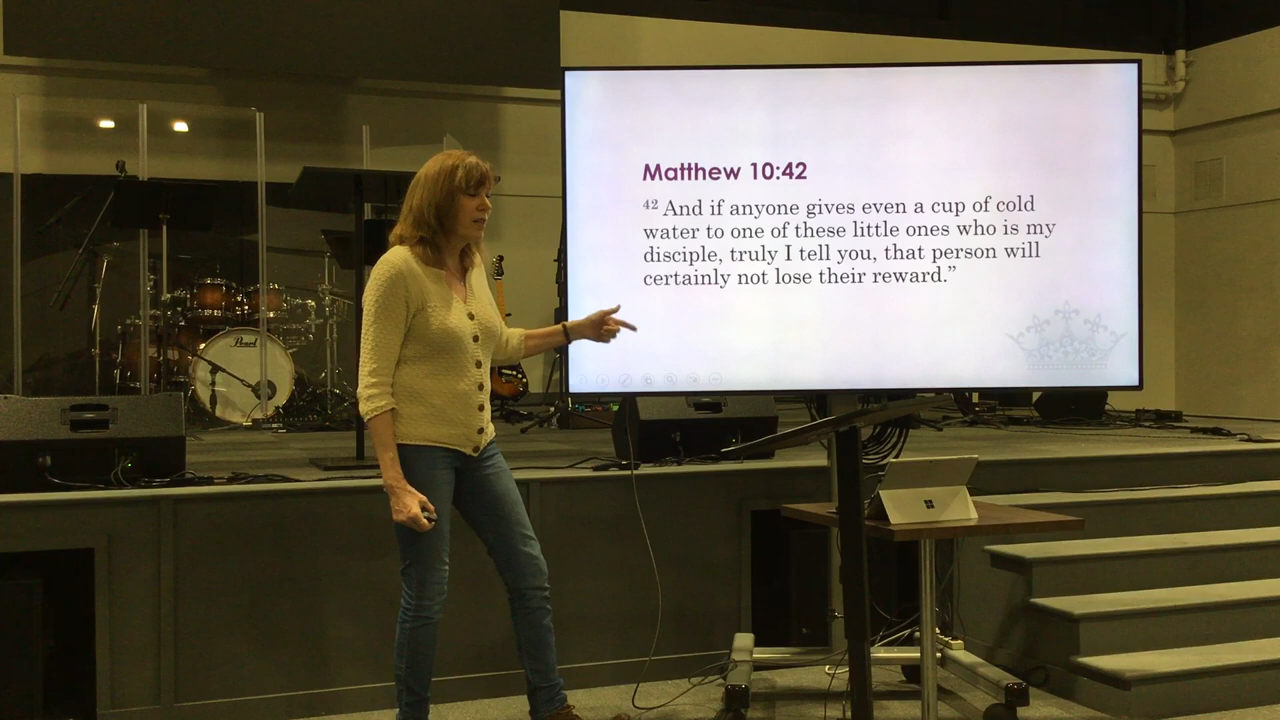 Matthew 10:42
42 And if anyone gives even a cup of cold
water to one of these little ones who is my
disciple, truly I tell you, that person will
certainly not lose their reward.”
Pearl